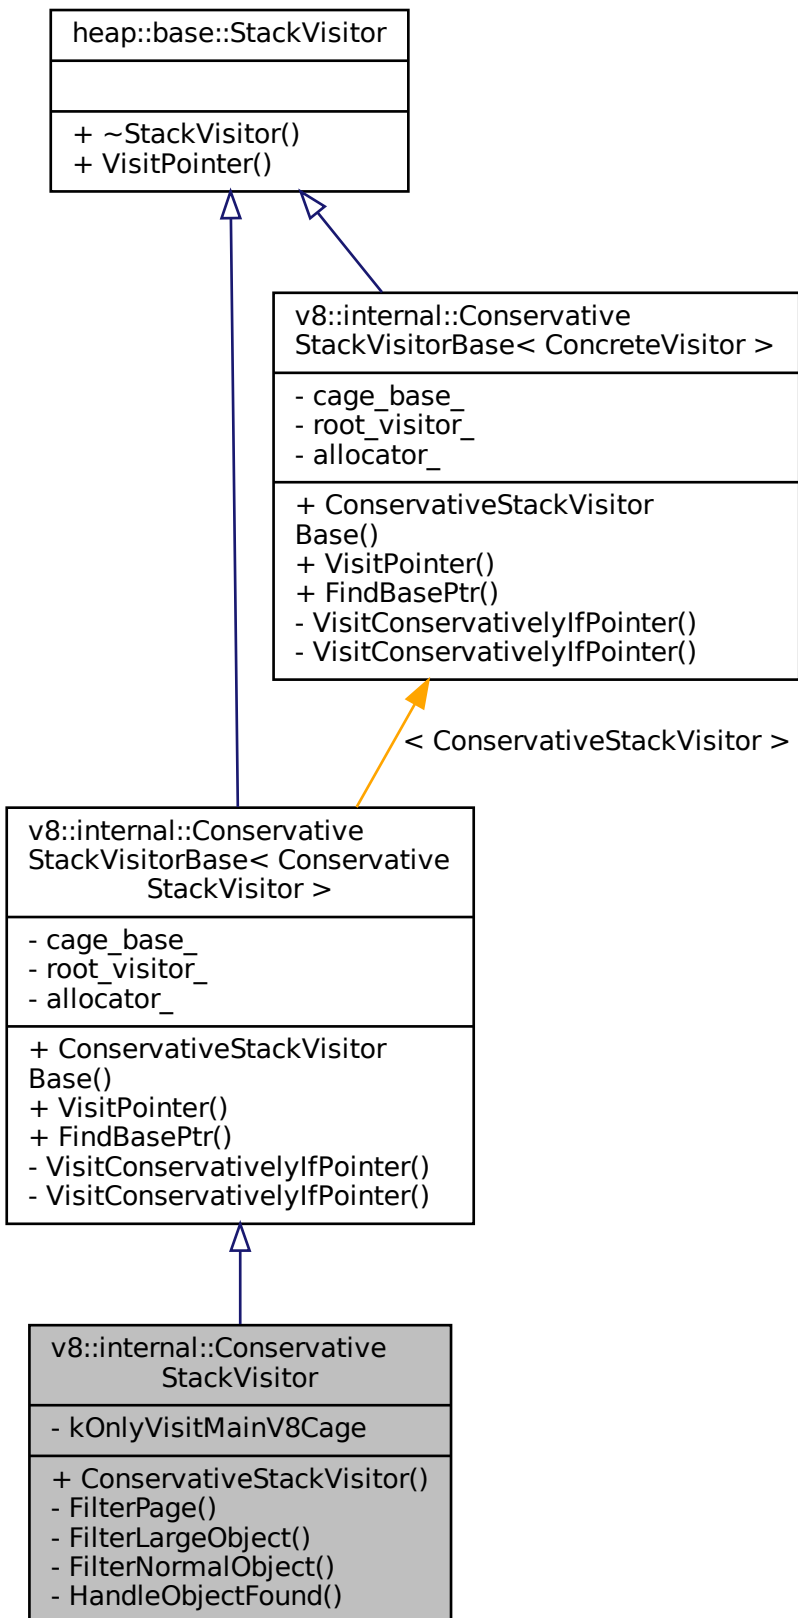 heap::base::StackVisitor
+ ~StackVisitor()
+ VisitPointer()
v8::internal::Conservative
StackVisitorBase< ConcreteVisitor >
- cage_base_
- root_visitor_
- allocator_
+ ConservativeStackVisitor
Base()
+ VisitPointer()
+ FindBasePtr()
- VisitConservativelyIfPointer()
- VisitConservativelyIfPointer()
< ConservativeStackVisitor >
v8::internal::Conservative
StackVisitorBase< Conservative
StackVisitor >
- cage_base_
- root_visitor_
- allocator_
+ ConservativeStackVisitor
Base()
+ VisitPointer()
+ FindBasePtr()
- VisitConservativelyIfPointer()
- VisitConservativelyIfPointer()
v8::internal::Conservative
StackVisitor
- kOnlyVisitMainV8Cage
+ ConservativeStackVisitor()
- FilterPage()
- FilterLargeObject()
- FilterNormalObject()
- HandleObjectFound()